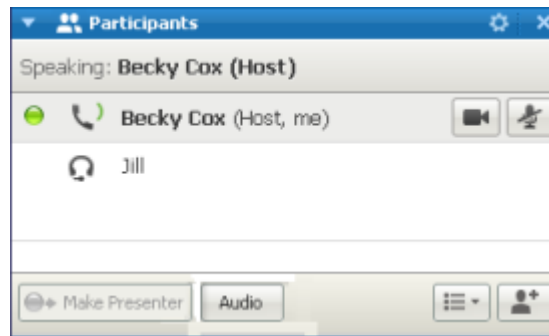 Participants
Speaking: Becky Cox (Host)
Becky Cox (Host, me)
Jill
Make Presenter Audio